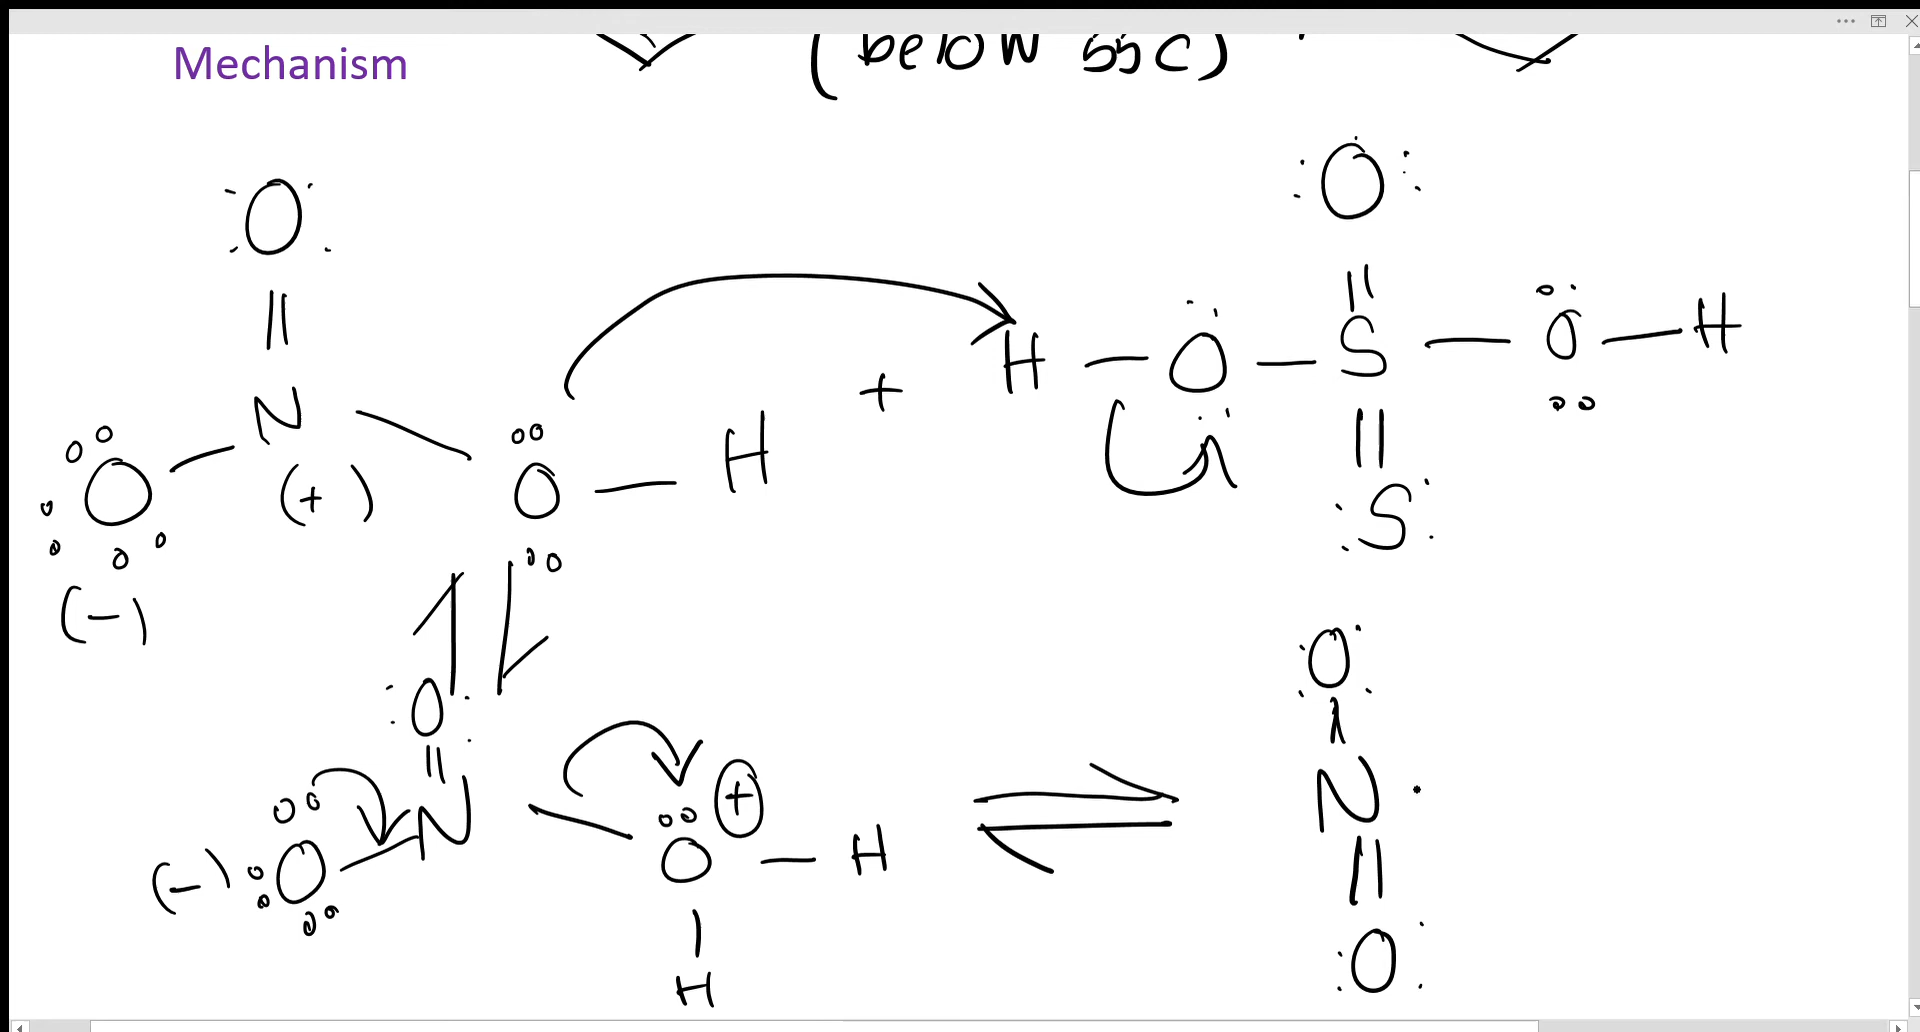 (below 55c)
Mechanism
O
O
N
H - O - S - O - H
O
N
(+)
O - H
+
S
(-)
O
O
N
(-) O
+
O - H
H
N
O